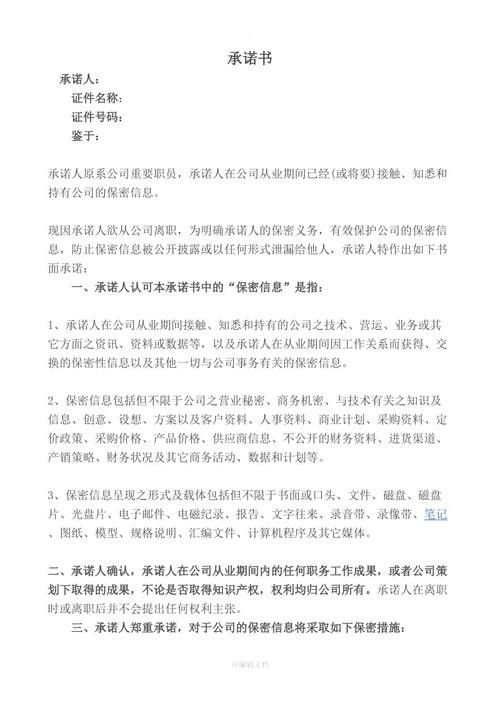 承诺书
承诺人：
证件名称：
证件号码：
鉴于：
承诺人原系公司重要职员，承诺人在公司从业期间已经(或将要)接触、知悉和
持有公司的保密信息。
现因承诺人欲从公司离职，为明确承诺人的保密义务，有效保护公司的保密信
息，防止保密信息被公开披露或以任何形式泄漏给他人，承诺人特作出如下书
面承诺：
一、承诺人认可本承诺书中的“保密信息”是指：
1、承诺人在公司从业期间接触、知悉和持有的公司之技术、营运、业务或其
它方面之资讯、资料或数据等，以及承诺人在从业期间因工作关系而获得、交
换的保密性信息以及其他一切与公司事务有关的保密信息。
2、保密信息包括但不限于公司之营业秘密、商务机密、与技术有关之知识及
信息、创意、设想、方案以及客户资料、人事资料、商业计划、采购资料、定
价政策、采购价格、产品价格、供应商信息、不公开的财务资料、进货渠道、
产销策略、财务状况及其它商务活动、数据和计划等。
3、保密信息呈现之形式及载体包括但不限于书面或口头、文件、磁盘、磁盘
片、光盘片、电子邮件、电磁纪录、报告、文字往来、录音带、录像带、笔记
、图纸、模型、规格说明、汇编文件、计算机程序及其它媒体。
二、承诺人确认，承诺人在公司从业期间内的任何职务工作成果，或者公司策
划下取得的成果，不论是否取得知识产权，权利均归公司所有。承诺人在离职
时或离职后并不会提出任何权利主张。
三、承诺人郑重承诺，对于公司的保密信息将采取如下保密措施：
可编辑文档